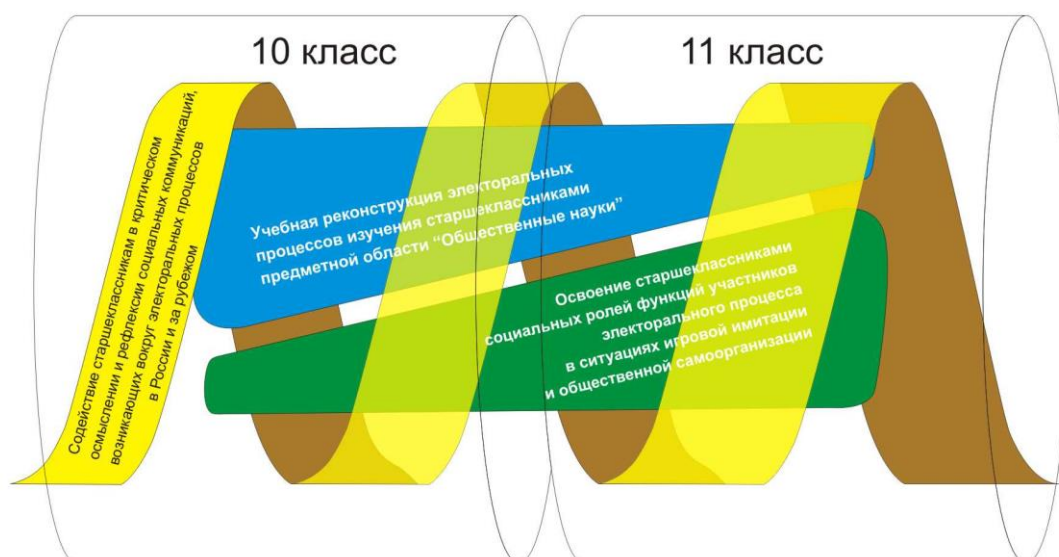 10 класс
11 класс
Содействие старшеклассникам в критическом
осмыслении и рефлексии социальных коммуникаций,
возникающих вокруг электоральных процессов
в России и за рубежом
Учебная реконструкция электоральных
процессов изучения старшеклассниками
предметной области “Общественные науки”
Освоение старшеклассниками
социальных ролей функций участников
электорального процесса
в ситуациях игровой имитации
и общественной самоорганизации